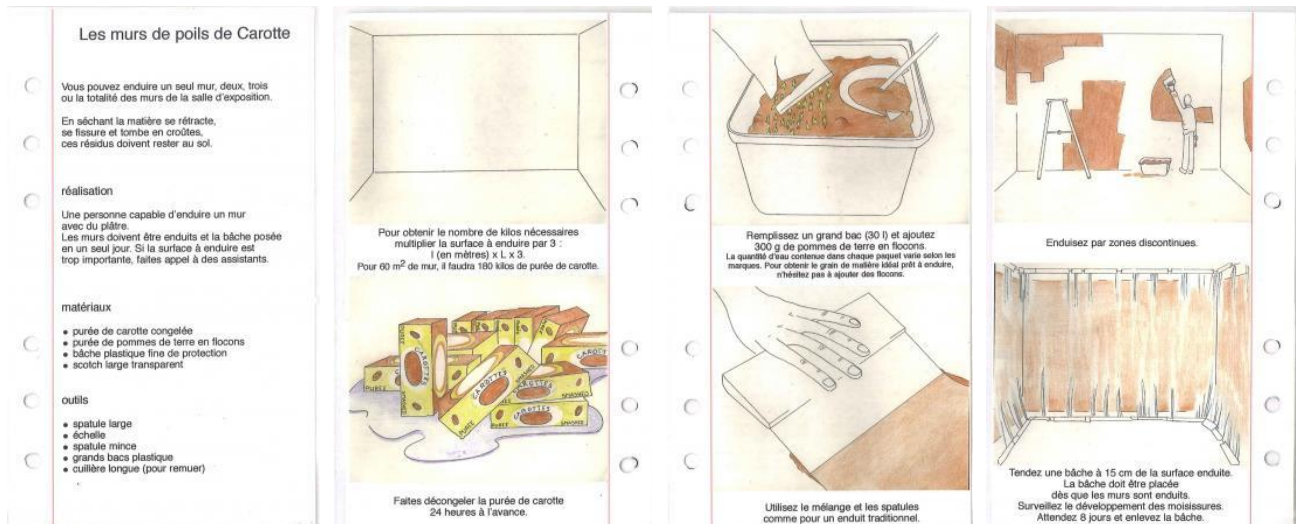 Les murs de poils de Carotte
Vous pouvez enduire un seul mur, deux, trois
ou la totalité des murs de la salle d'exposition.
En séchant la matière se rétracte,
se fissure et tombe en croûtes,
ces résidus doivent rester au sol.
réalisation
Une personne capable d'enduire un mur
avec du plâtre.
Les murs doivent être enduits et la bâche posée
en un seul jour. Si la surface à enduire est
trop importante, faites appel à des assistants.
matériaux
• purée de carotte congelée
• purée de pommes de terre en flocons
• bâche plastique fine de protection
• scotch large transparent
outils
• spatule large
• échelle
• spatule mince
• grands bacs plastique
• cuillère longue (pour remuer)
Pour obtenir le nombre de kilos nécessaires
multiplier la surface à enduire par 3 :
l (en mètres) x L x 3.
Pour 60 m² de mur, il faudra 180 kilos de purée de carotte.
CAROTTES
CAROTTES
CAROTTES
CAROTTES
PUREE
PUREE
PUREE
Faites décongeler la purée de carotte
24 heures à l'avance.
Remplissez un grand bac (30 l) et ajoutez
300 g de pommes de terre en flocons.
La quantité d'eau contenue dans chaque paquet varie selon les
marques. Pour obtenir le grain de matière idéal prêt à enduire,
n'hésitez pas à ajouter des flocons.
Utilisez le mélange et les spatules
comme pour un enduit traditionnel.
Enduisez par zones discontinues.
Tendez une bâche à 15 cm de la surface enduite.
La bâche doit être placée
dès que les murs sont enduits.
Surveillez le développement des moisissures.
Attendez 8 jours et enlevez la bâche.